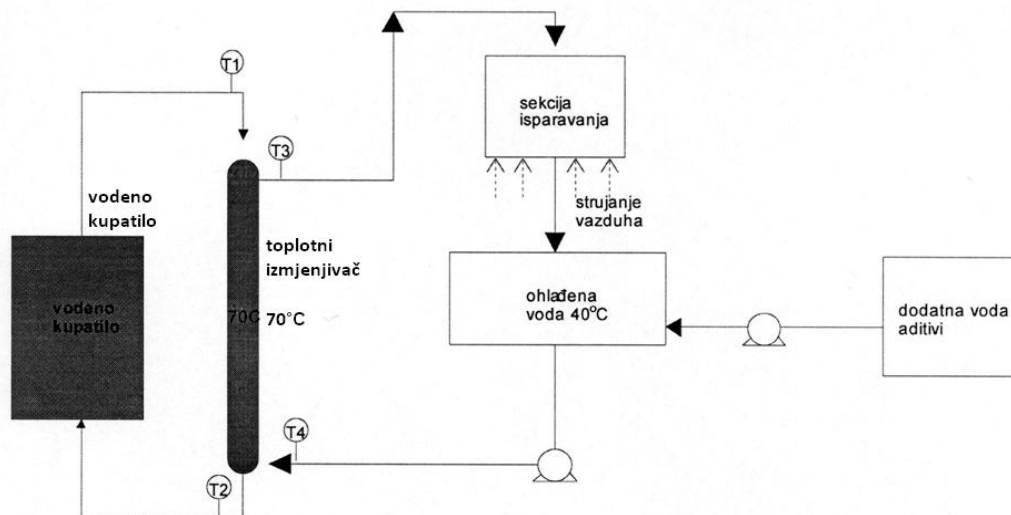 T1
T3
sekcija
isparavanja
vodeno
kupatilo
strujanje
vazduha
toplotni
izmjenjivač
vodeno
kupatilo
70C
70°C
ohlađena
voda 40°C
dodatna voda
aditivi
T4
T2